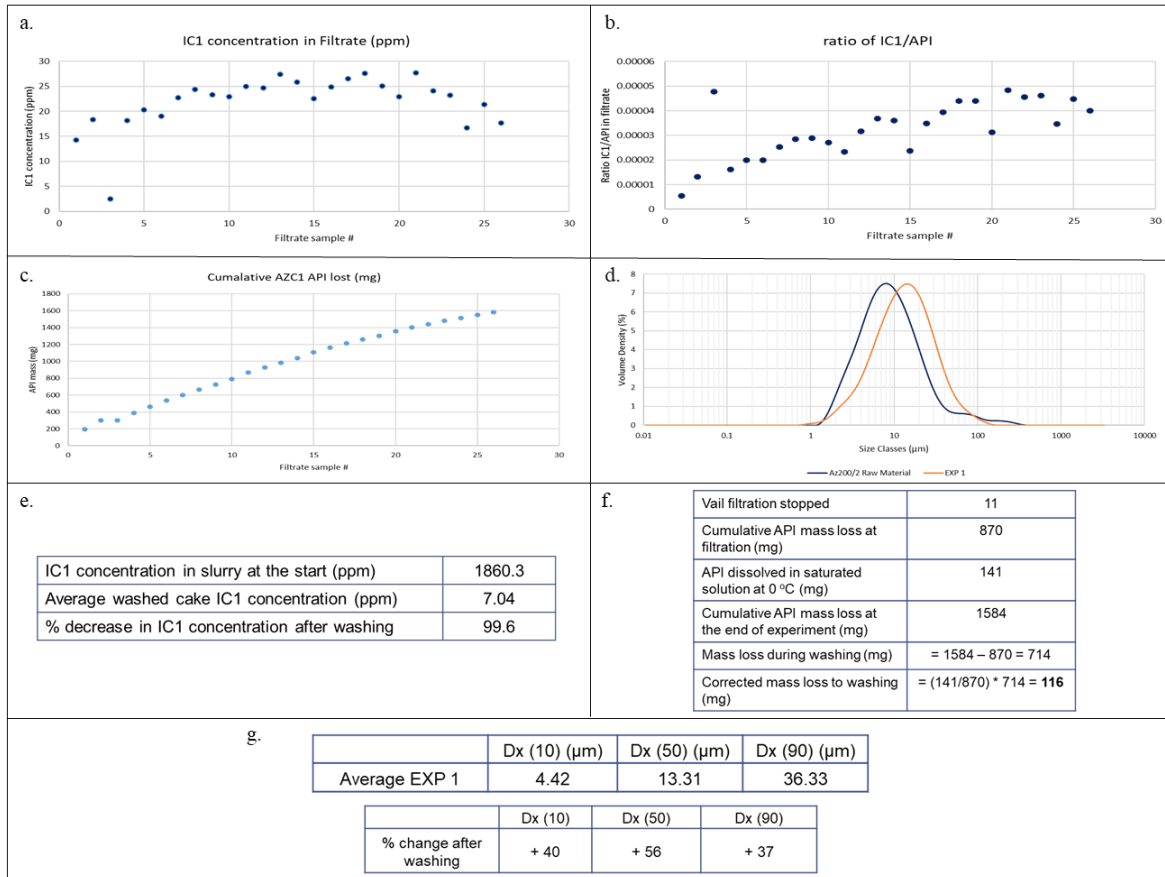 a.
IC1 concentration in Filtrate (ppm)
IC1 concentration (ppm)
30
25
20
15
10
5
0
0 5 10 15 20 25 30
Filtrate sample #
b.
ratio of IC1/API
Ratio IC1/API in filtrate
0.00006
0.00005
0.00004
0.00003
0.00002
0.00001
0
0 5 10 15 20 25 30
Filtrate sample #
c.
Cumalative AZC1 API lost (mg)
API mass (mg)
1800
1600
1400
1200
1000
800
600
400
200
0
0 5 10 15 20 25 30
Filtrate sample #
d.
Volume Density (%)
8
7
6
5
4
3
2
1
0
0.01 0.1 1 10 100 1000 10000
Size Classes (µm)
Az200/2 Raw Material EXP 1
e.
IC1 concentration in slurry at the start (ppm) 1860.3
Average washed cake IC1 concentration (ppm) 7.04
% decrease in IC1 concentration after washing 99.6
f.
Vail filtration stopped 11
Cumulative API mass loss at
filtration (mg) 870
API dissolved in saturated
solution at 0 ºC (mg) 141
Cumulative API mass loss at
the end of experiment (mg) 1584
Mass loss during washing (mg) = 1584 – 870 = 714
Corrected mass loss to washing
(mg) = (141/870) * 714 = 116
g.
Dx (10) (µm) Dx (50) (µm) Dx (90) (µm)
Average EXP 1 4.42 13.31 36.33
Dx (10) Dx (50) Dx (90)
% change after
washing + 40 + 56 + 37